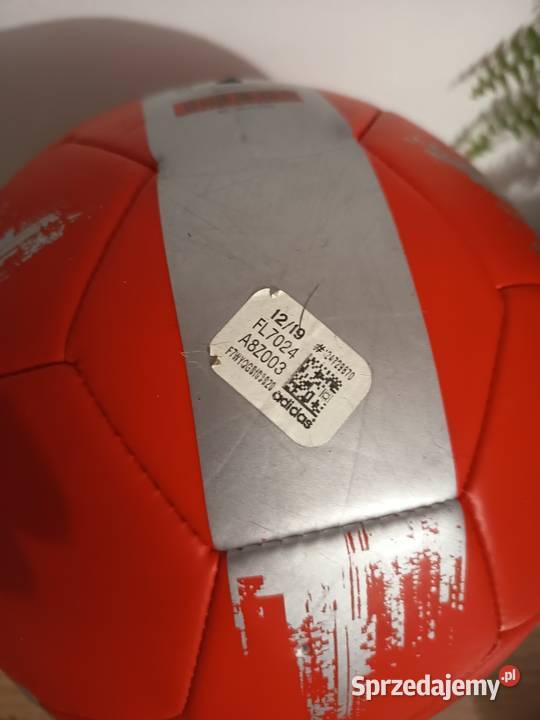 12/19
FL7024
A8Z003
adidas
Sprzedajemy.pl